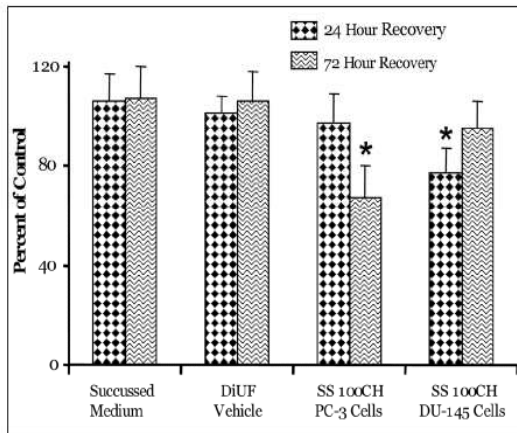 24 Hour Recovery
72 Hour Recovery
120
80
40
0
Percent of Control
*
*
Succussed
Medium
DiUF
Vehicle
SS 100CH
PC-3 Cells
SS 100CH
DU-145 Cells